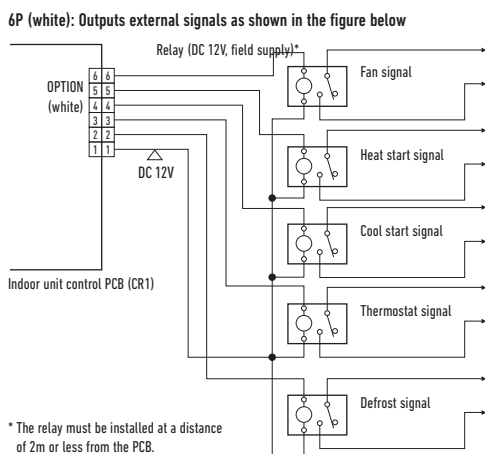 6P (white): Outputs external signals as shown in the figure below
Relay (DC 12V, field supply)*
Fan signal
OPTION
(white)
6 6
5 5
4 4
3 3
2 2
1 1
DC 12V
Heat start signal
Cool start signal
Indoor unit control PCB (CR1)
Thermostat signal
Defrost signal
* The relay must be installed at a distance
of 2m or less from the PCB.